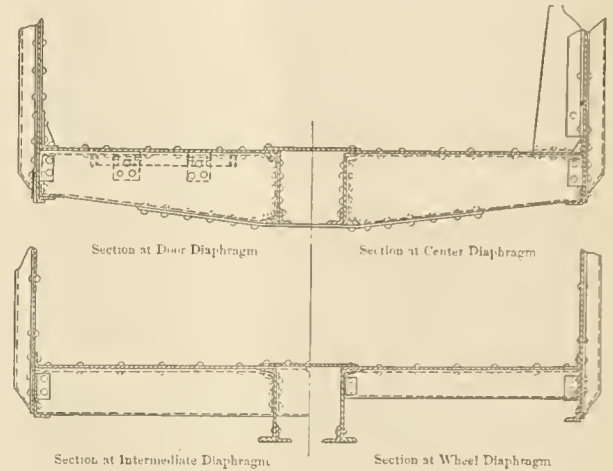 Section at Door Diaphragm
Section at Center Diaphragm
Section at Intermediate Diaphragm
Section at Wheel Diaphragm